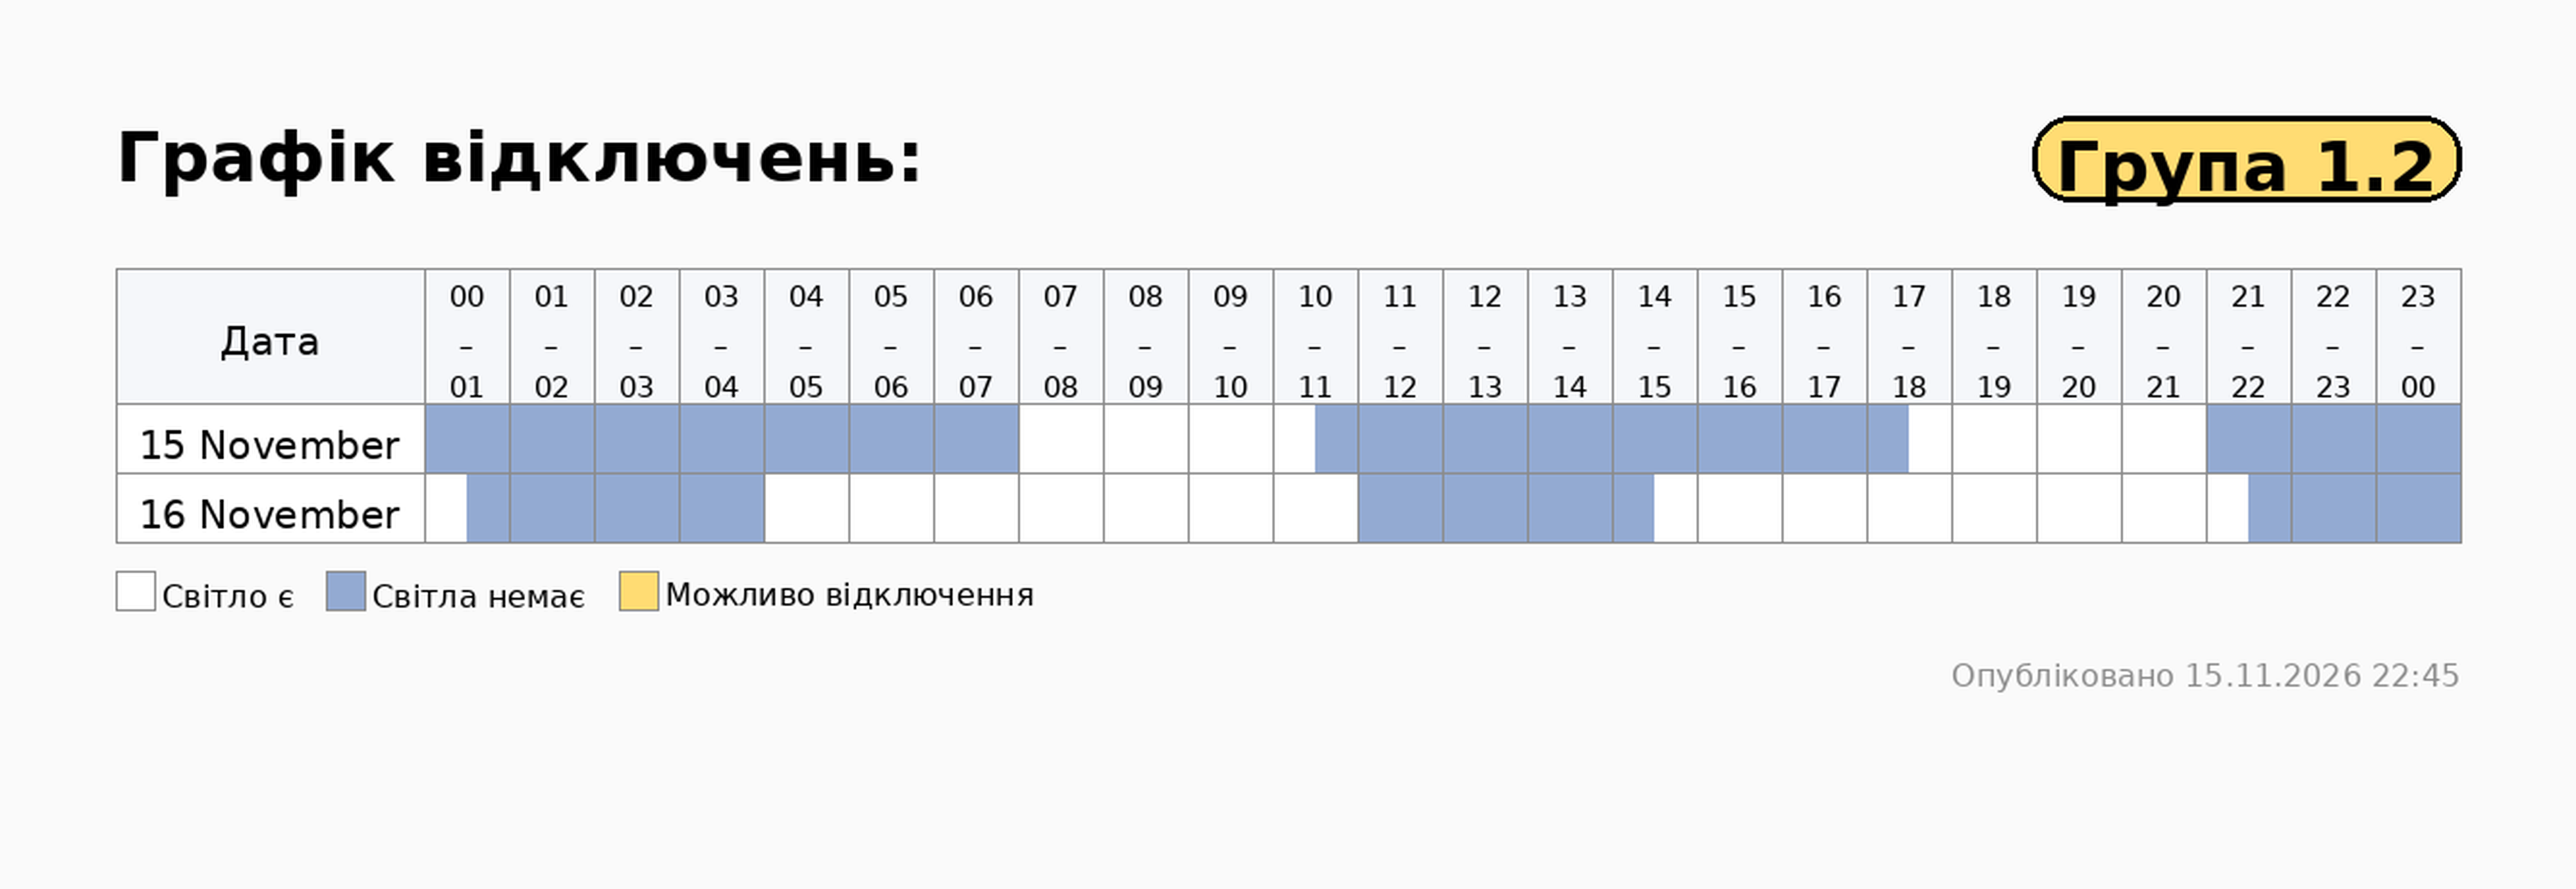 Графік відключень:
Група 1.2
Дата
00 – 01
01 – 02
02 – 03
03 – 04
04 – 05
05 – 06
06 – 07
07 – 08
08 – 09
09 – 10
10 – 11
11 – 12
12 – 13
13 – 14
14 – 15
15 – 16
16 – 17
17 – 18
18 – 19
19 – 20
20 – 21
21 – 22
22 – 23
23 – 00
15 November
16 November
Світло є
Світла немає
Можливо відключення
Опубліковано 15.11.2026 22:45